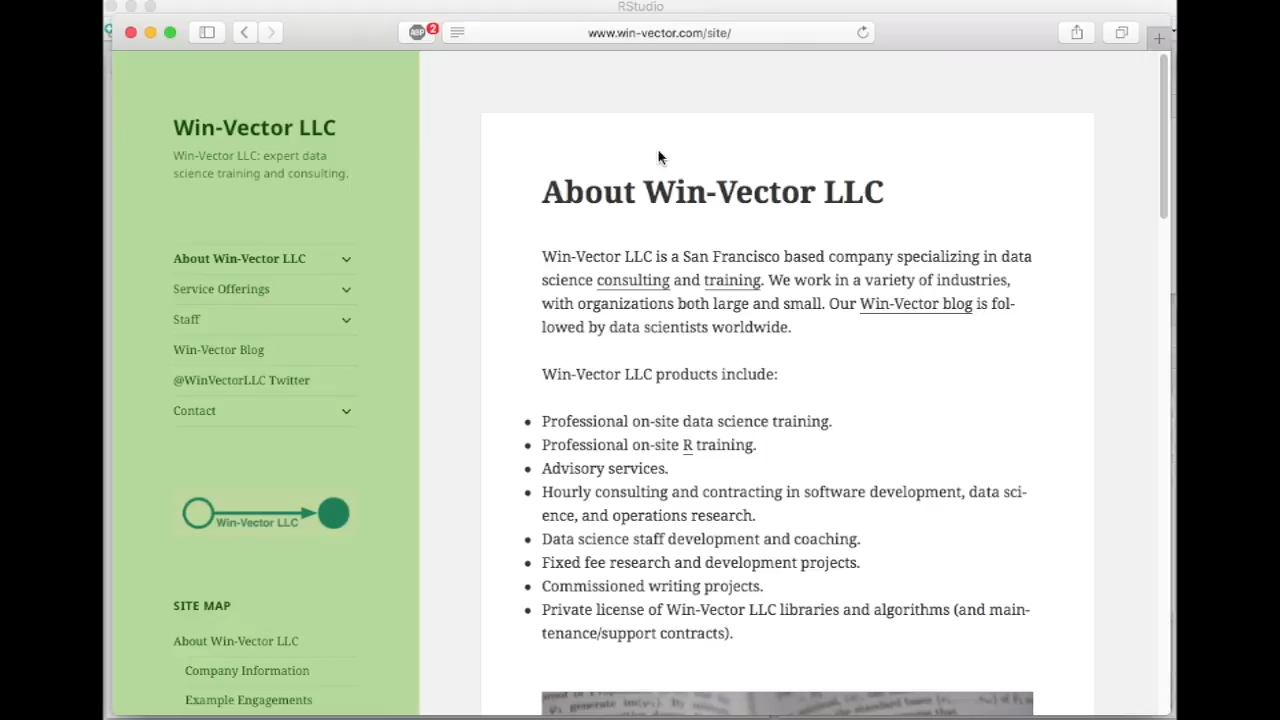 RStudio
ABP
2
www.win-vector.com/site/
Win-Vector LLC
Win-Vector LLC: expert data
science training and consulting.
About Win-Vector LLC
Service Offerings
Staff
Win-Vector Blog
@WinVectorLLC Twitter
Contact
Win-Vector LLC
SITE MAP
About Win-Vector LLC
Company Information
Example Engagements
About Win-Vector LLC
Win-Vector LLC is a San Francisco based company specializing in data
science consulting and training. We work in a variety of industries,
with organizations both large and small. Our Win-Vector blog is fol-
lowed by data scientists worldwide.
Win-Vector LLC products include:
Professional on-site data science training.
Professional on-site R training.
Advisory services.
Hourly consulting and contracting in software development, data sci-
ence, and operations research.
Data science staff development and coaching.
Fixed fee research and development projects.
Commissioned writing projects.
Private license of Win-Vector LLC libraries and algorithms (and main-
tenance/support contracts).